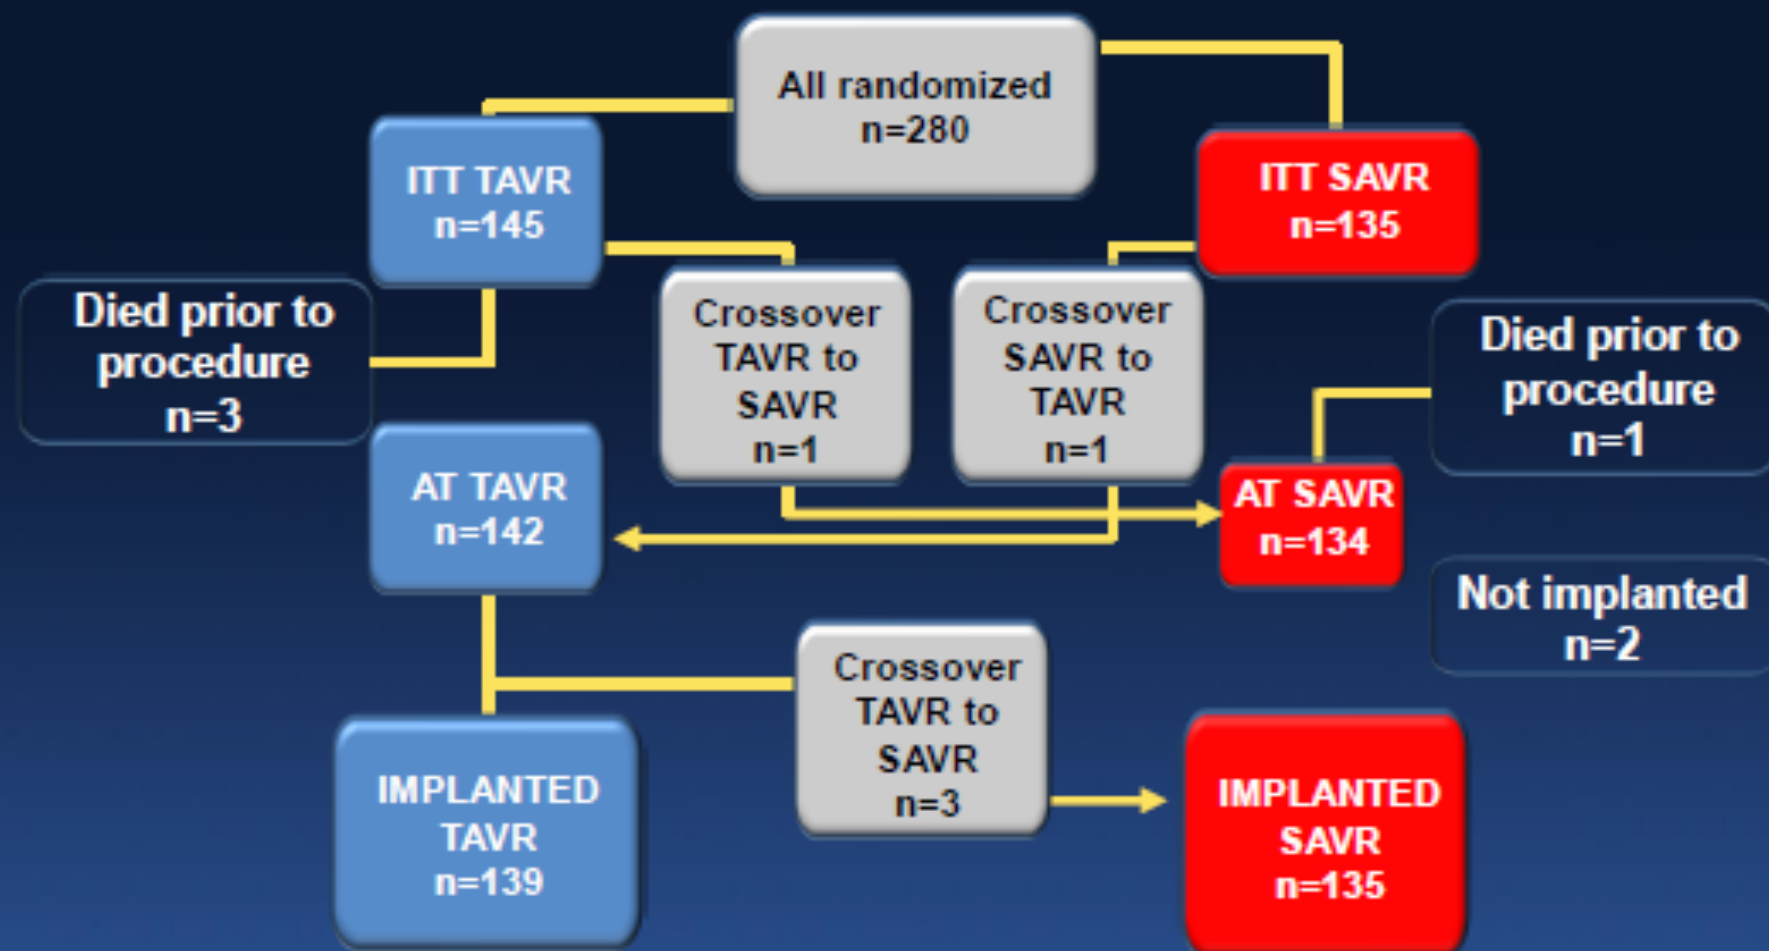 All randomized
n=280
ITT TAVR
n=145
ITT SAVR
n=135
Died prior to
procedure
n=3
Crossover
TAVR to
SAVR
n=1
Crossover
SAVR to
TAVR
n=1
Died prior to
procedure
n=1
AT TAVR
n=142
AT SAVR
n=134
Not implanted
n=2
Crossover
TAVR to
SAVR
n=3
IMPLANTED
TAVR
n=139
IMPLANTED
SAVR
n=135